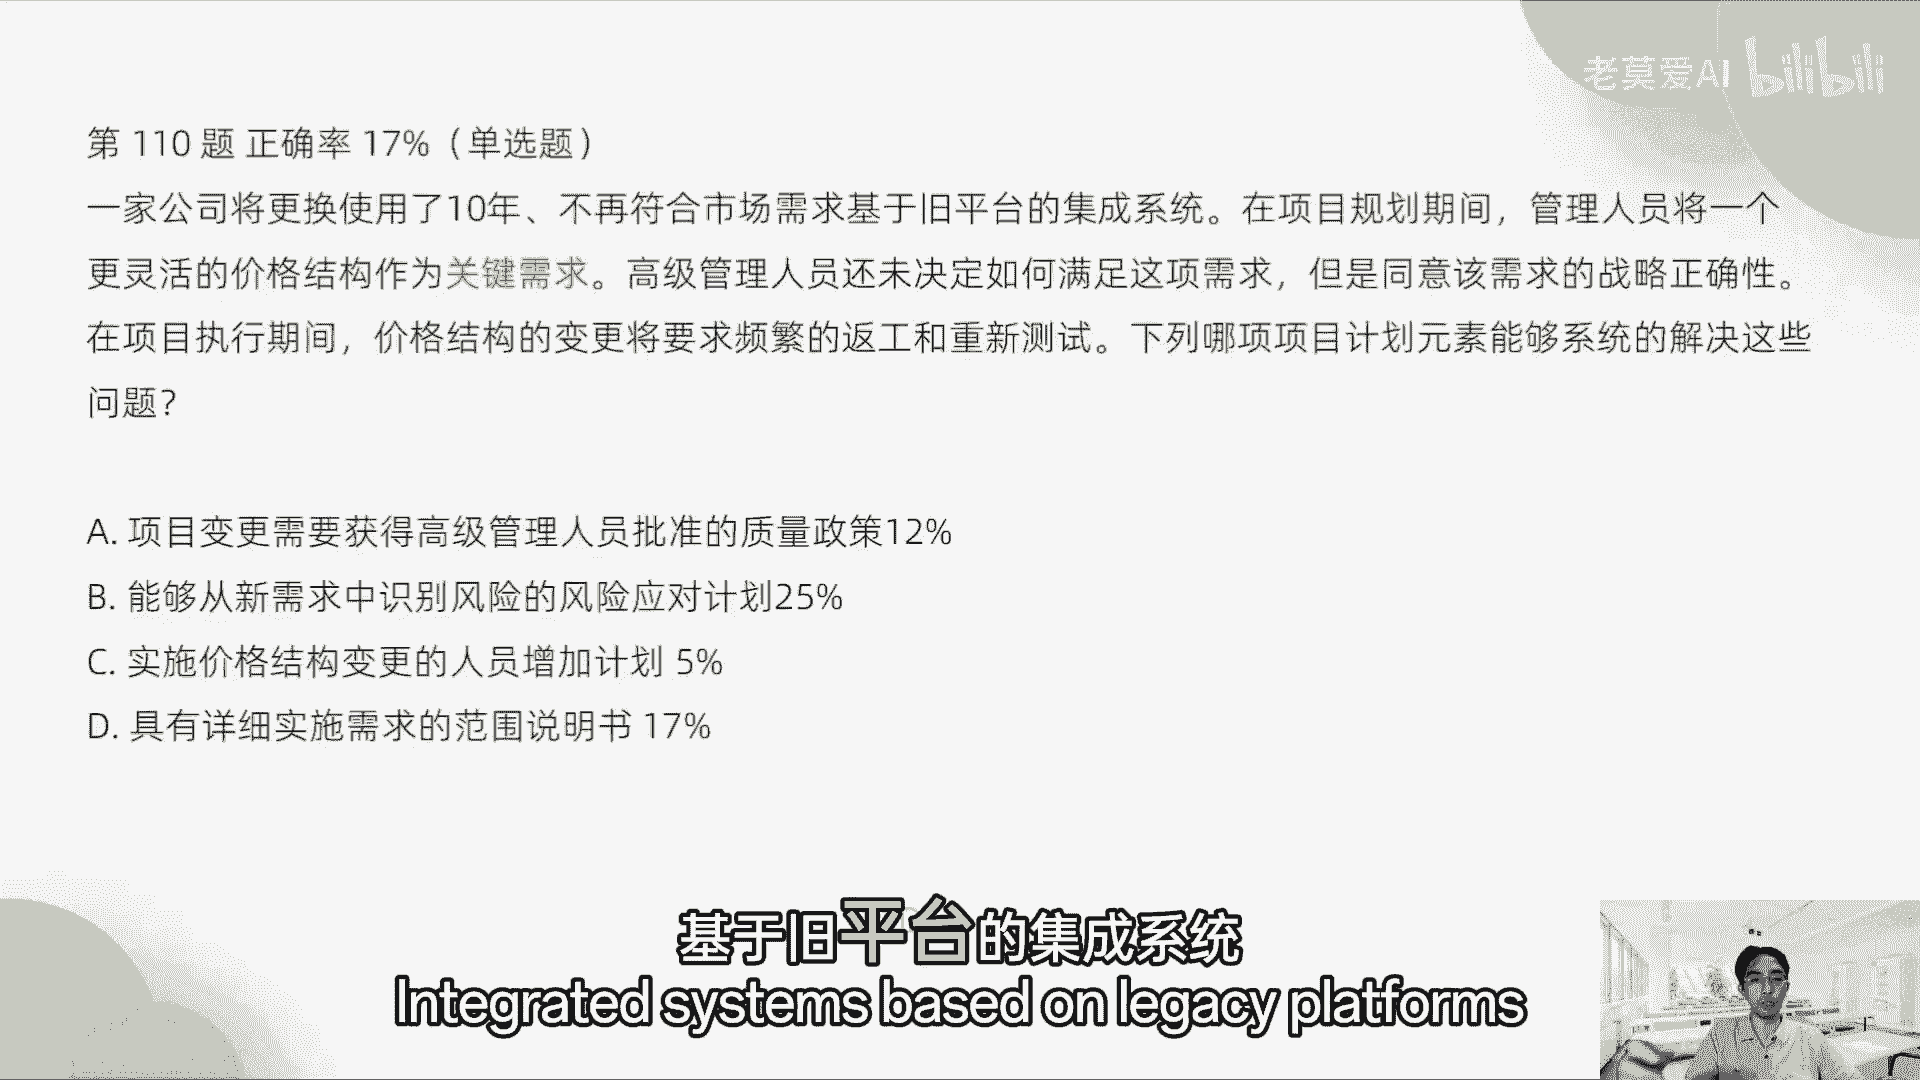 老莫爱AI bilibili
第 110 题 正确率 17%（单选题）
一家公司将更换使用了10年、不再符合市场需求基于旧平台的集成系统。在项目规划期间，管理人员将一个
更灵活的价格结构作为关键需求。高级管理人员还未决定如何满足这项需求，但是同意该需求的战略正确性。
在项目执行期间，价格结构的变更将要求频繁的返工和重新测试。下列哪项项目计划元素能够系统的解决这些
问题？
A. 项目变更需要获得高级管理人员批准的质量政策12%
B. 能够从新需求中识别风险的风险应对计划25%
C. 实施价格结构变更的人员增加计划 5%
D. 具有详细实施需求的范围说明书 17%
基于旧平台的集成系统
Integrated systems based on legacy platforms